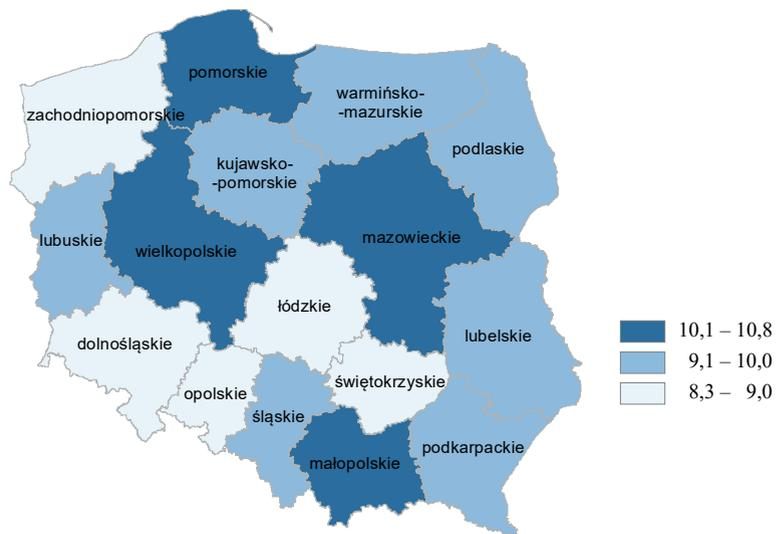 pomorskie
warmińsko-
-mazurskie
zachodniopomorskie
podlaskie
kujawsko-
-pomorskie
lubuskie
wielkopolskie
mazowieckie
łódzkie
dolnośląskie
lubelskie
opolskie
świętokrzyskie
śląskie
małopolskie
podkarpackie
10,1 – 10,8
9,1 – 10,0
8,3 – 9,0